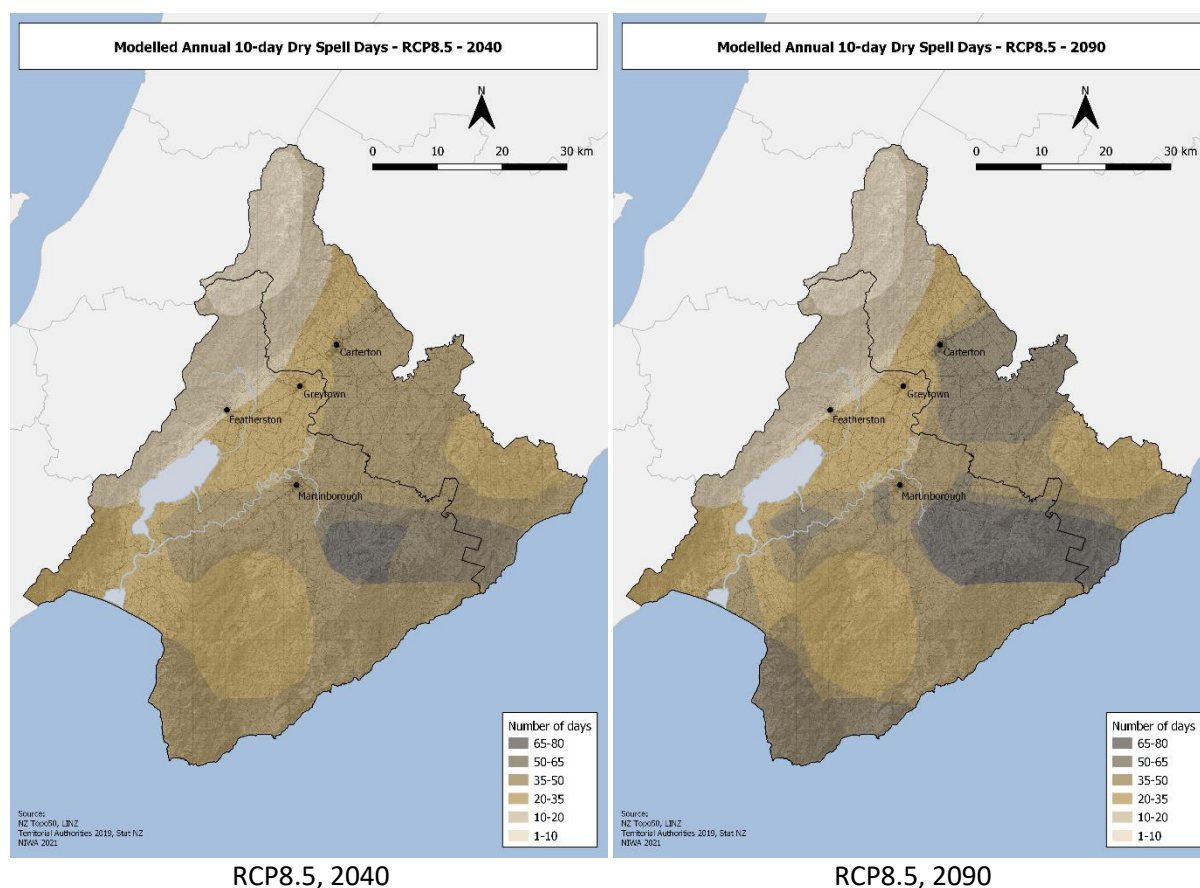 Modelled Annual 10-day Dry Spell Days - RCP8.5 - 2040
N
0 10 20 30 km
Carterton
Greytown
Featherston
Martinborough
Number of days
65-80
50-65
35-50
20-35
10-20
1-10
Source:
NZ Topo50, LINZ
Territorial Authorities 2019, Stat NZ
NIWA 2021
RCP8.5, 2040
Modelled Annual 10-day Dry Spell Days - RCP8.5 - 2090
N
0 10 20 30 km
Carterton
Greytown
Featherston
Martinborough
Number of days
65-80
50-65
35-50
20-35
10-20
1-10
Source:
NZ Topo50, LINZ
Territorial Authorities 2019, Stat NZ
NIWA 2021
RCP8.5, 2090